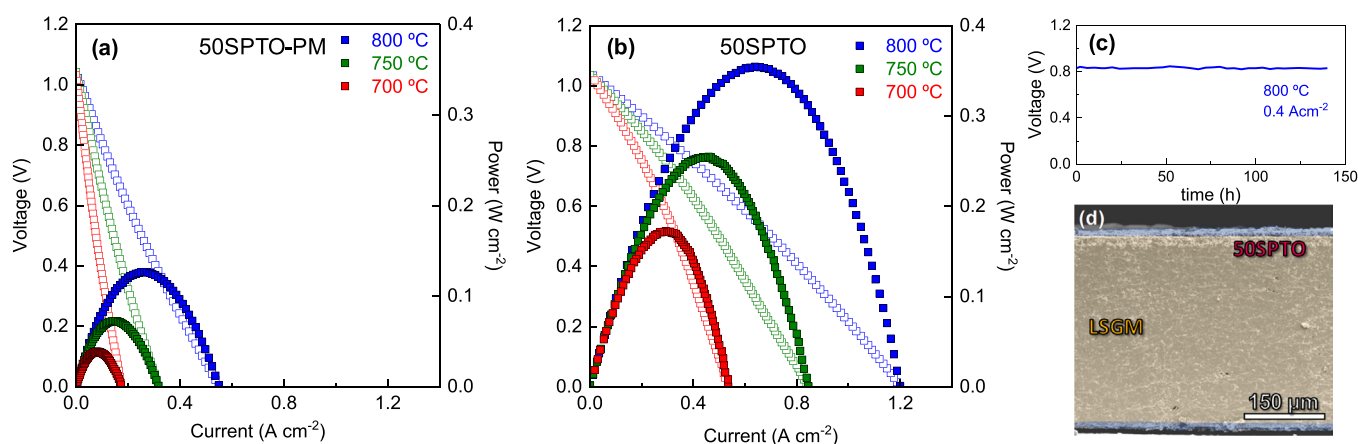 (a)
50SPTO-PM
800 ºC
750 ºC
700 ºC
1.2
1.0
0.8
0.6
0.4
0.2
0.0
Voltage (V)
0.4
0.3
0.2
0.1
0.0
Power (W cm-2)
0.0
0.4
0.8
1.2
Current (A cm-2)
(b)
50SPTO
800 ºC
750 ºC
700 ºC
1.2
1.0
0.8
0.6
0.4
0.2
0.0
Voltage (V)
0.4
0.3
0.2
0.1
0.0
Power (W cm-2)
0.0
0.4
0.8
1.2
Current (A cm-2)
(c)
1.2
0.8
0.4
0.0
Voltage (V)
800 ºC
0.4 Acm-2
0
50
100
150
time (h)
(d)
50SPTO
LSGM
150 µm